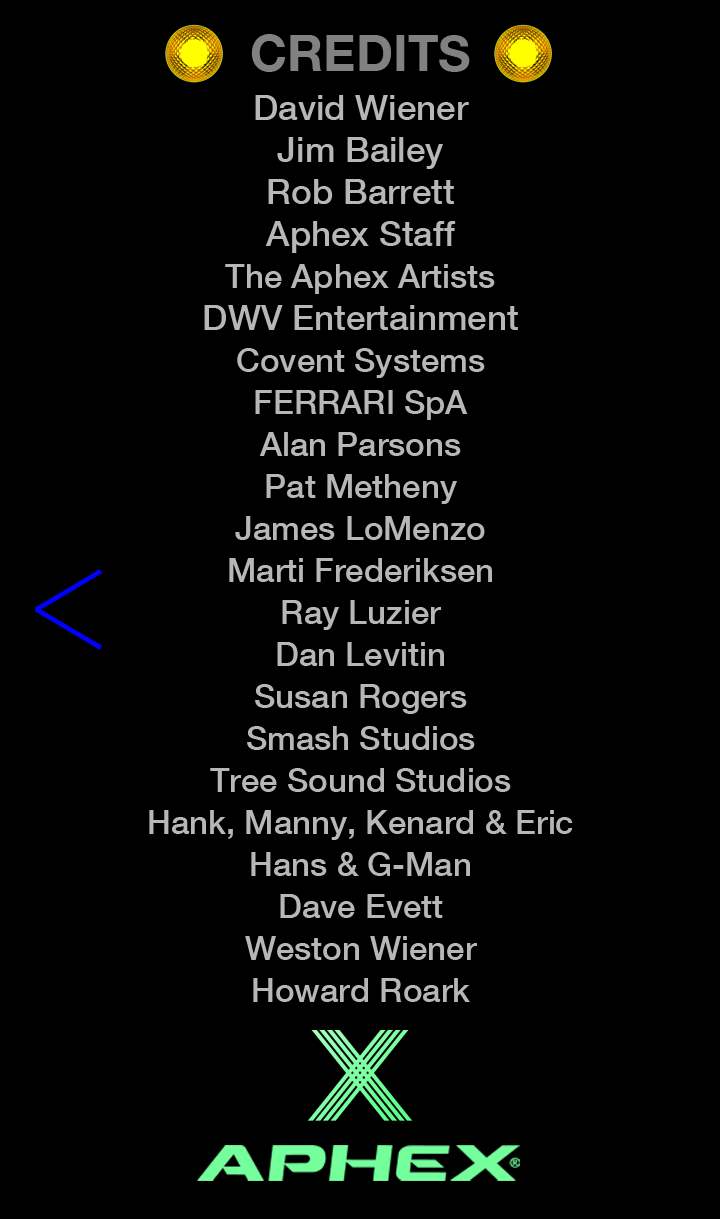 CREDITS
David Wiener
Jim Bailey
Rob Barrett
Aphex Staff
The Aphex Artists
DWV Entertainment
Covent Systems
FERRARI SpA
Alan Parsons
Pat Metheny
James LoMenzo
Marti Frederiksen
Ray Luzier
Dan Levitin
Susan Rogers
Smash Studios
Tree Sound Studios
Hank, Manny, Kenard & Eric
Hans & G-Man
Dave Evett
Weston Wiener
Howard Roark
X
APHEX®